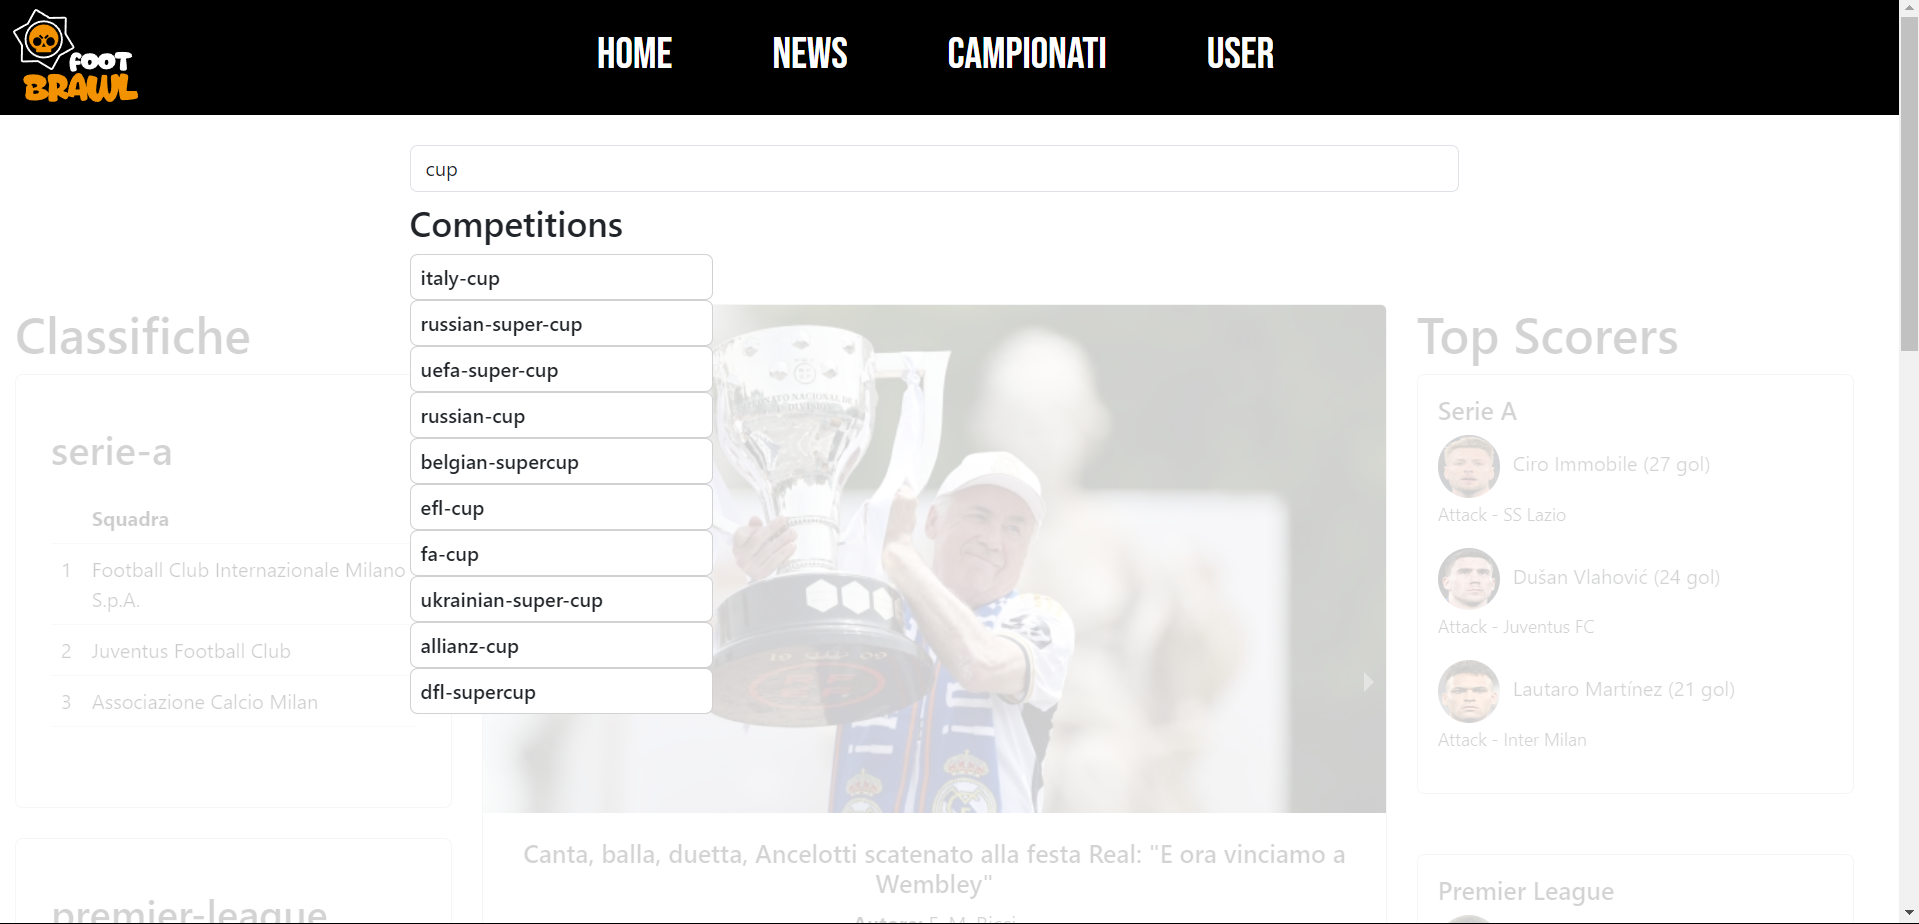 FOOT
BRAWL
HOME
NEWS
CAMPIONATI
USER
cup
Competitions
italy-cup
russian-super-cup
uefa-super-cup
russian-cup
belgian-supercup
efl-cup
fa-cup
ukrainian-super-cup
allianz-cup
dfl-supercup
Classifiche
serie-a
Squadra
1 Football Club Internazionale Milano
S.p.A.
2 Juventus Football Club
3 Associazione Calcio Milan
premier-league
Canta, balla, duetta, Ancelotti scatenato alla festa Real: "E ora vinciamo a
Wembley"
Autore: F. M. Ricci
Top Scorers
Serie A
Ciro Immobile (27 gol)
Attack - SS Lazio
Dušan Vlahović (24 gol)
Attack - Juventus FC
Lautaro Martínez (21 gol)
Attack - Inter Milan
Premier League